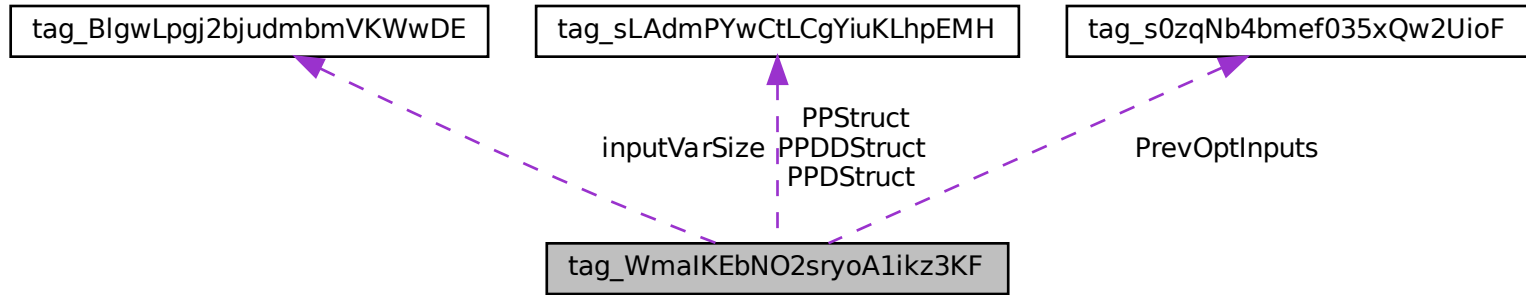 tag_BlgwLpgj2bjudmbmVKWwDE
tag_sLAdmPYwCtLCgYiuKLhpEMH
tag_s0zqNb4bmef035xQw2UioF
inputVarSize
PPStruct
PPDDStruct
PPDStruct
PrevOptInputs
tag_WmaIKEbNO2sryoA1ikz3KF